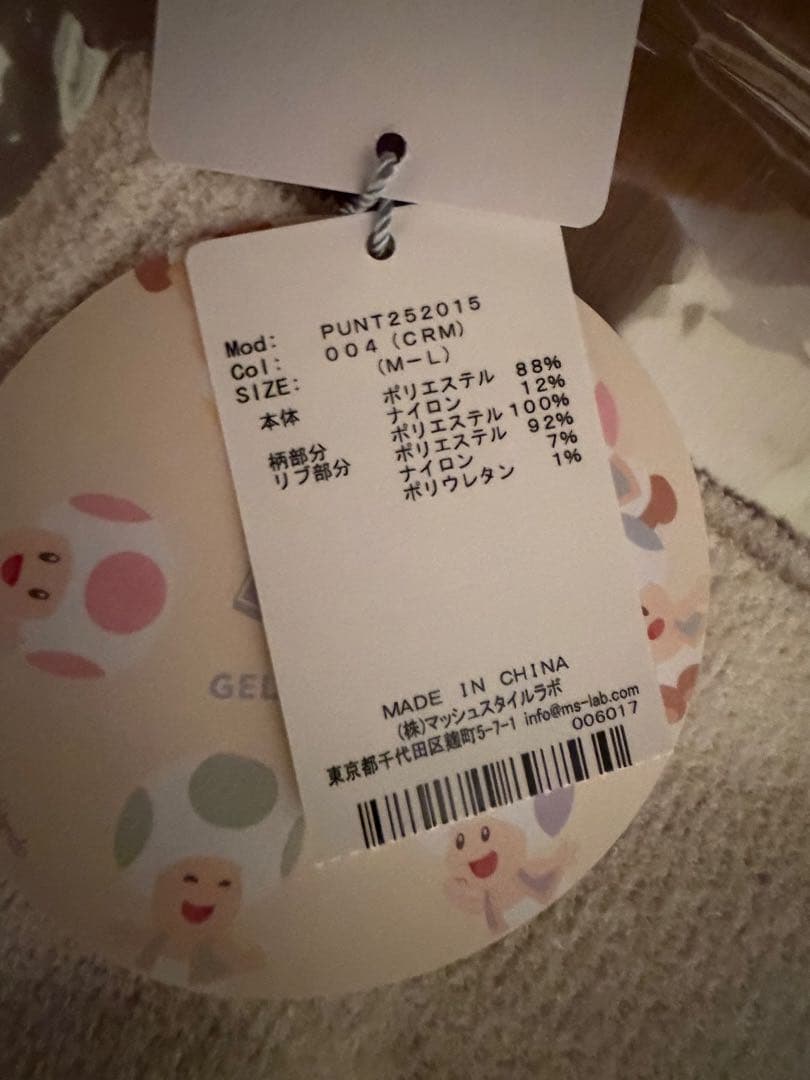 Mod: PUNT252015
Col: 004 (CRM)
SIZE: (M-L)
本体 ポリエステル 88%
ナイロン 12%
柄部分 ポリエステル 100%
リブ部分 ポリエステル 92%
ナイロン 7%
ポリウレタン 1%
MADE IN CHINA
(株)マッシュスタイルラボ
東京都千代田区麹町5-7-1 info@ms-lab.com
006017
GEL